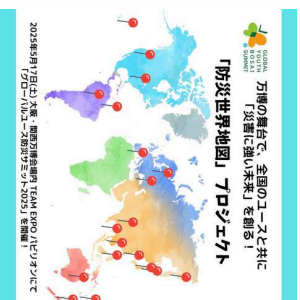 GLOBAL
YOUTH
BOSAI
SUMMIT
万博の舞台で、全国のユースと共に
「災害に強い未来」を創る！
「防災世界地図」プロジェクト
2025年5月17日(土) 大阪・関西万博会場内 TEAM EXPO パビリオンにて
「グローバルユース防災サミット2025」を開催！